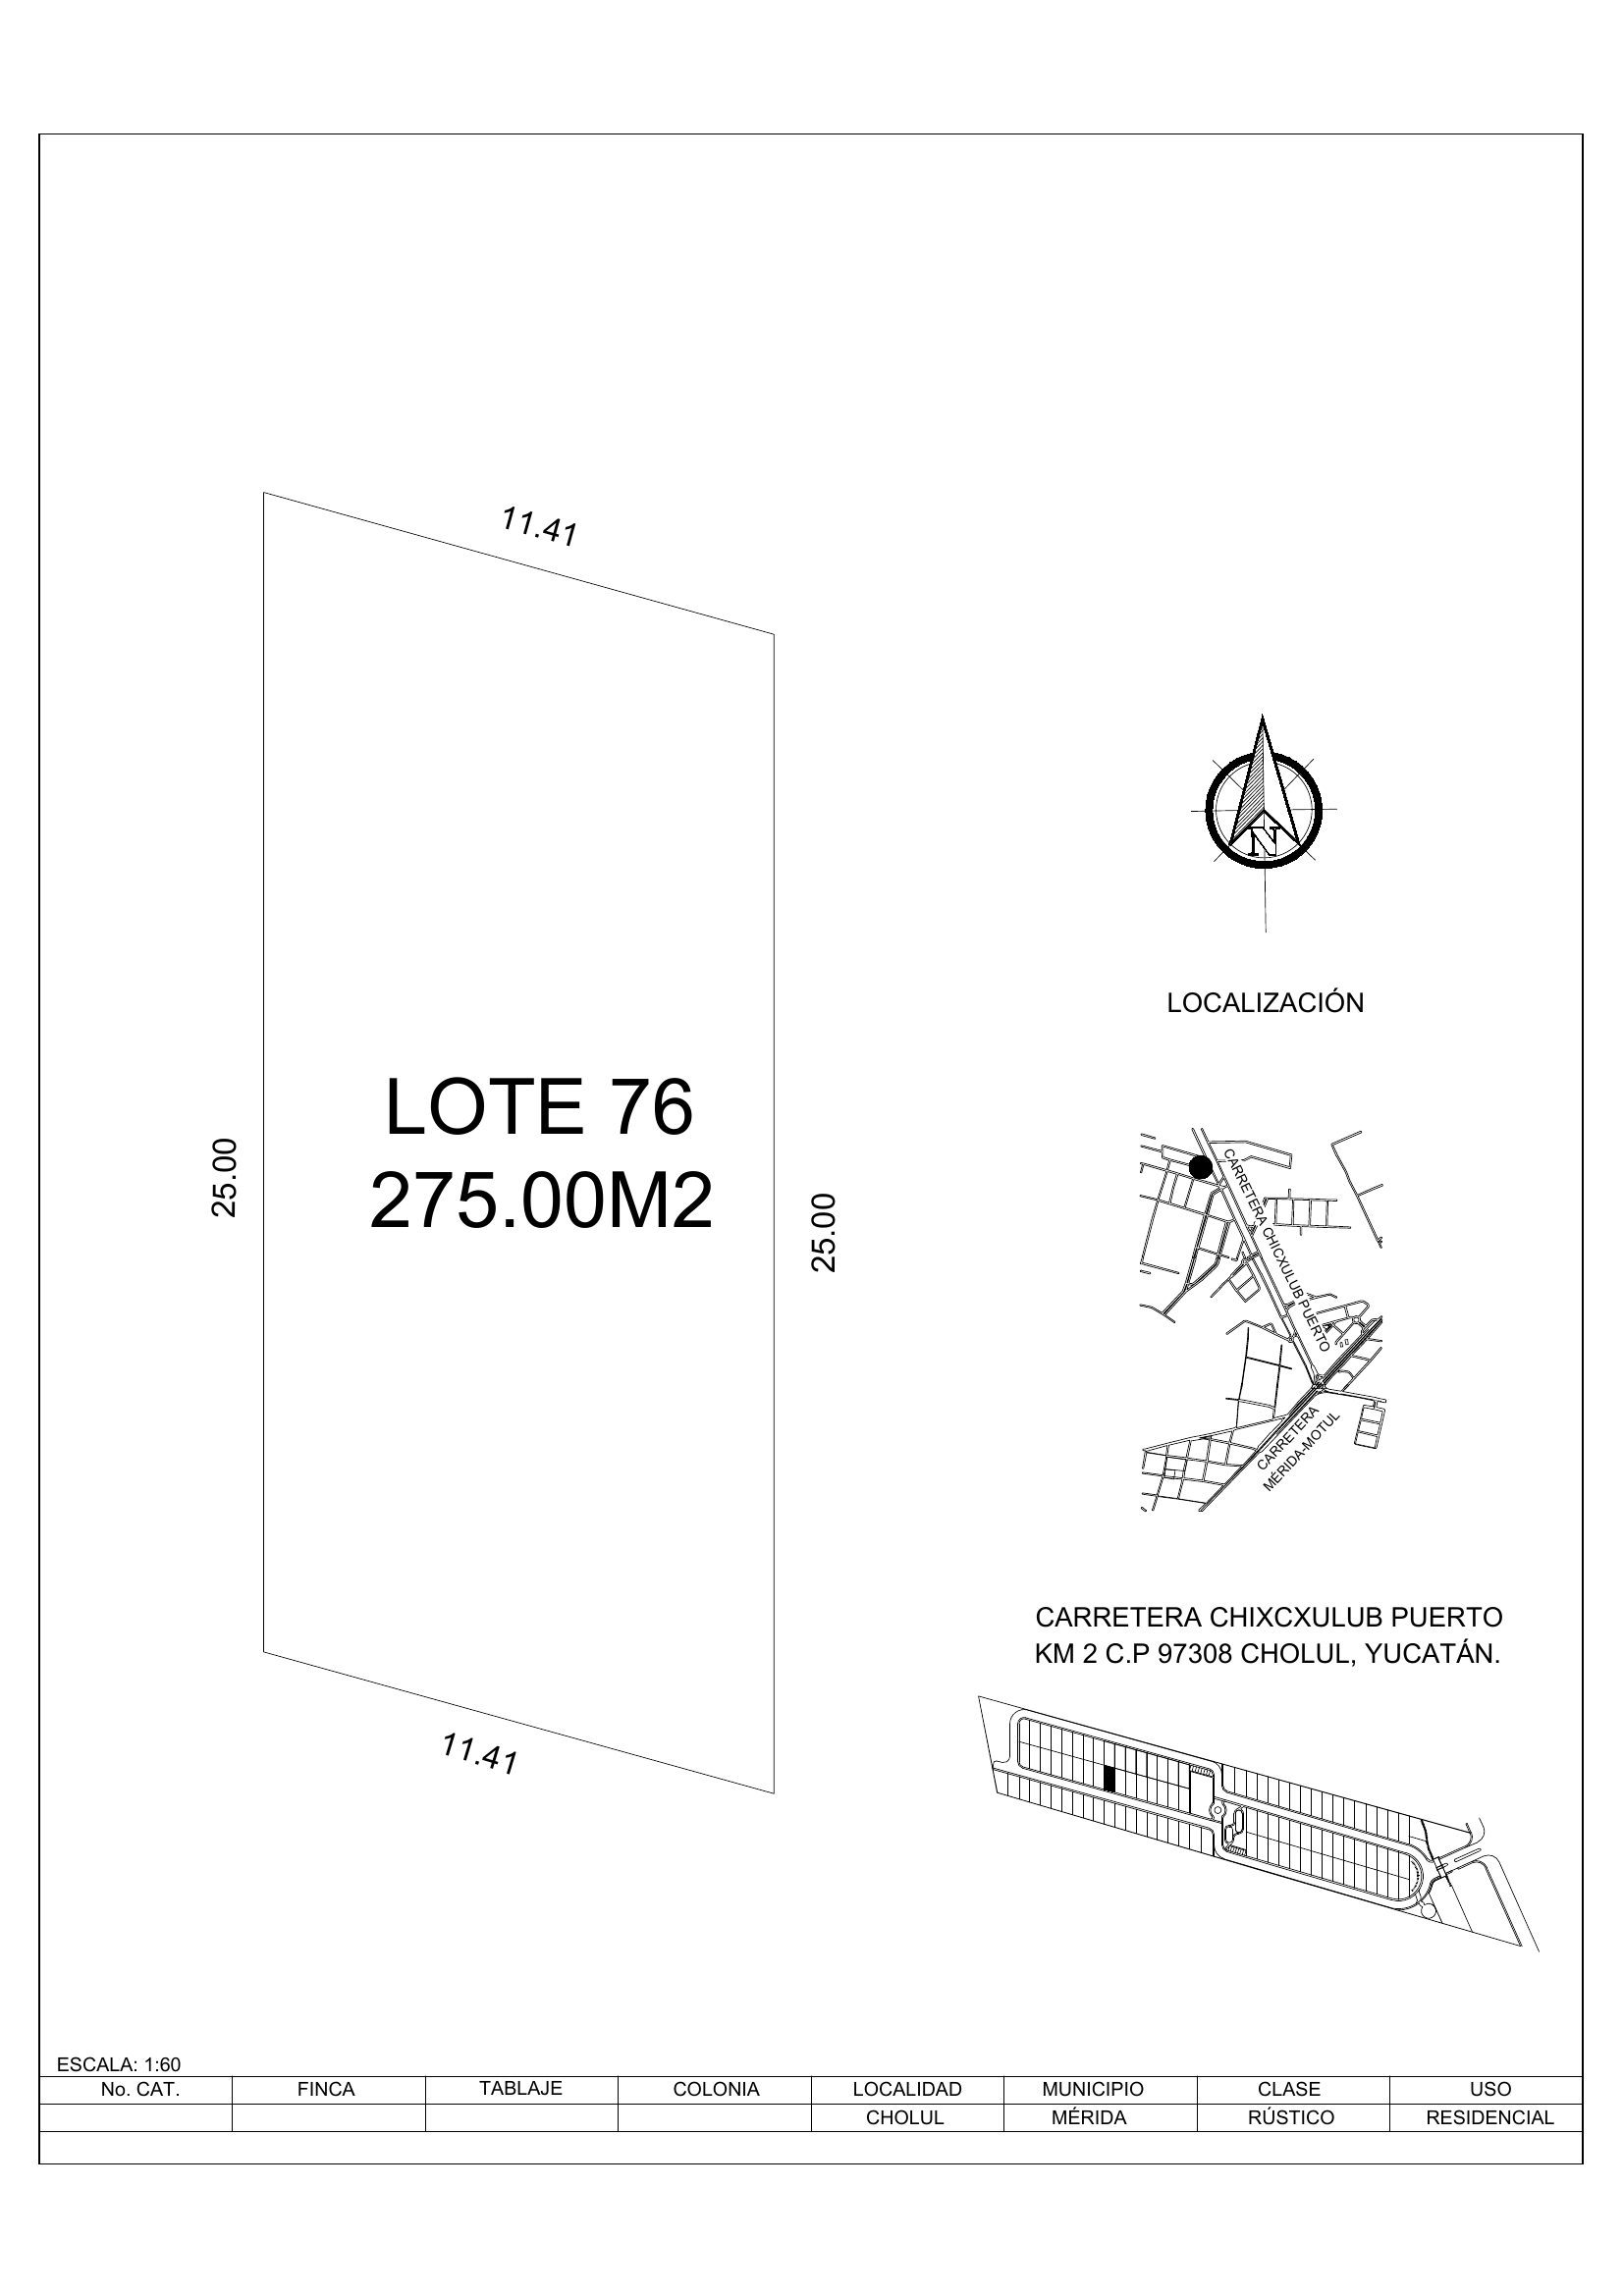 11.41
25.00
LOTE 76
275.00M2
25.00
11.41
N
LOCALIZACIÓN
CARRETERA CHICXULUB PUERTO
CARRETERA
MÉRIDA-MOTUL
CARRETERA CHIXCXULUB PUERTO
KM 2 C.P 97308 CHOLUL, YUCATÁN.
ESCALA: 1:60
No. CAT. FINCA TABLAJE COLONIA LOCALIDAD MUNICIPIO CLASE USO
CHOLUL MÉRIDA RÚSTICO RESIDENCIAL